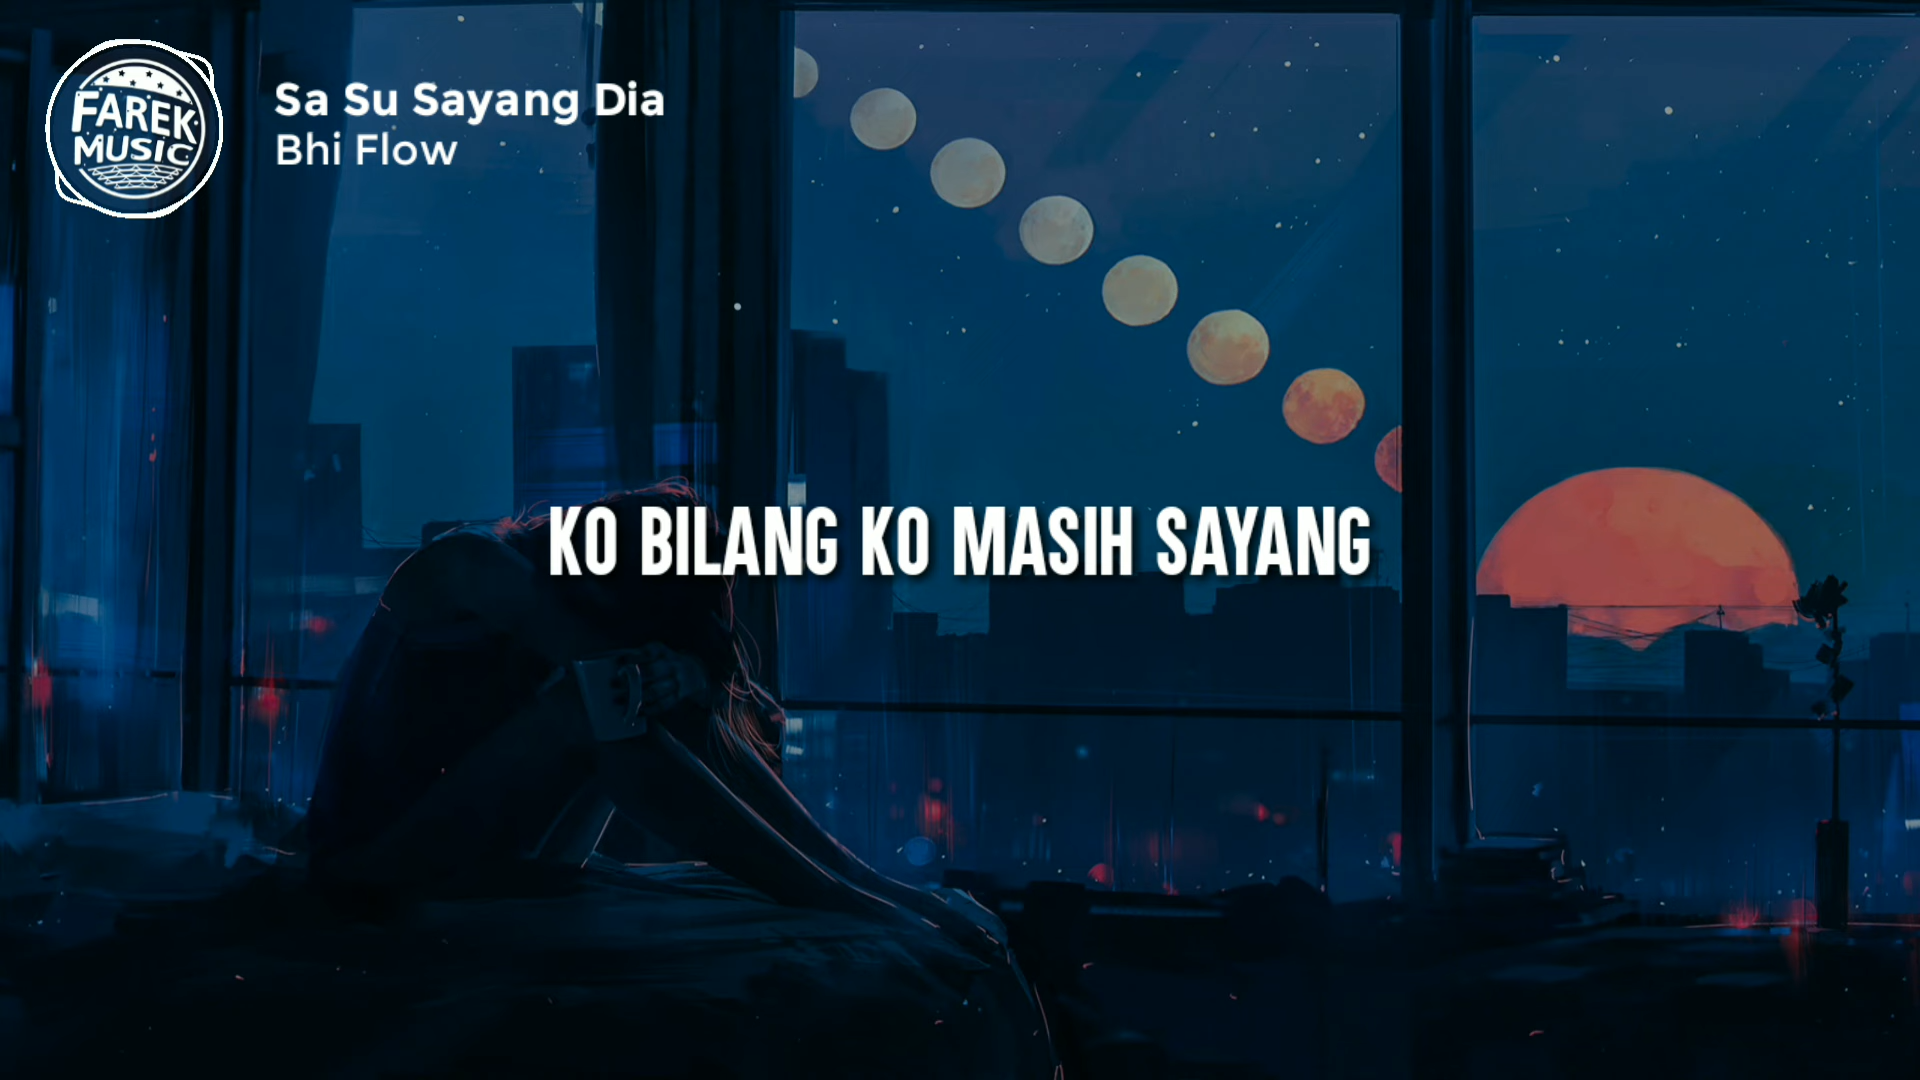 FAREK
MUSIC
Sa Su Sayang Dia
Bhi Flow
KO BILANG KO MASIH SAYANG